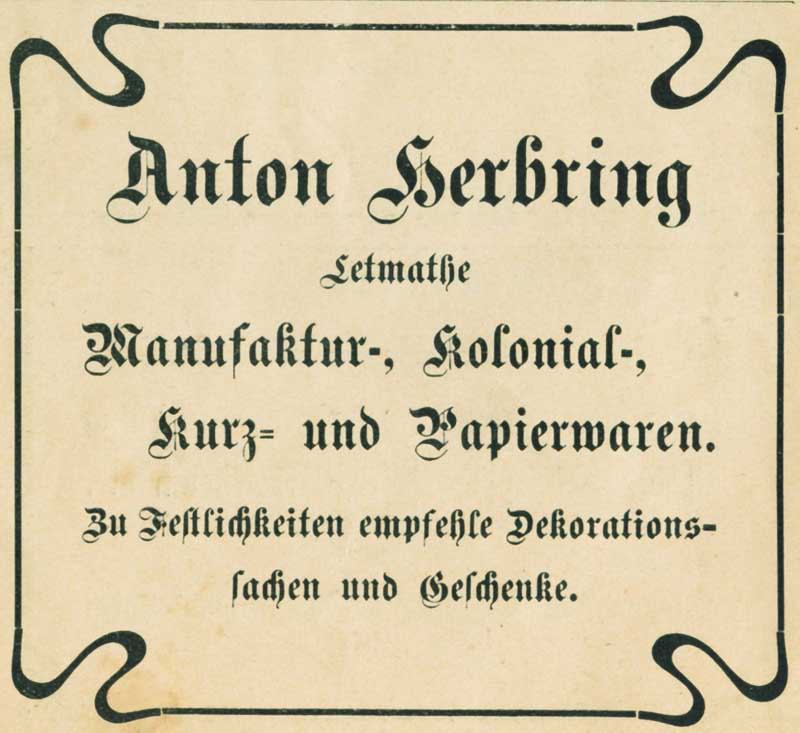 Anton Herbring
Letmathe
Manufaktur-, Kolonial-,
Kurz- und Papierwaren.
Zu Festlichkeiten empfehle Dekorations-
sachen und Geschenke.